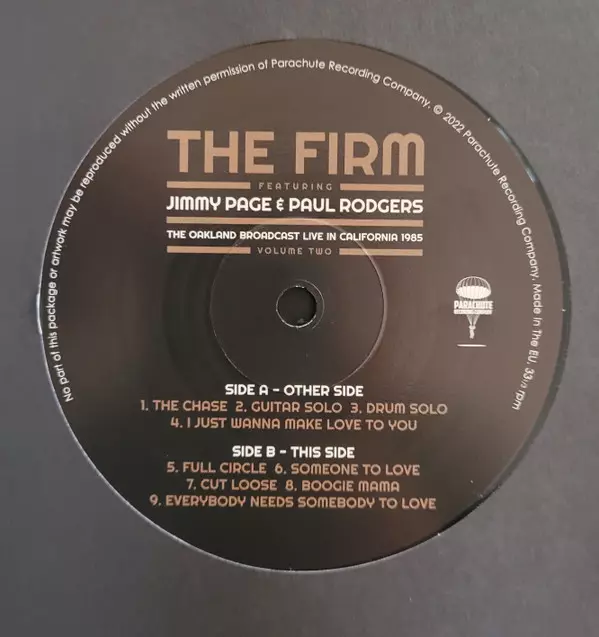 No part of this package or artwork may be reproduced without the written permission of Parachute Recording Company. © 2022 Parachute Recording Company. Made in The EU. 33⅓ rpm
THE FIRM
FEATURING
JIMMY PAGE & PAUL RODGERS
THE OAKLAND BROADCAST LIVE IN CALIFORNIA 1985
VOLUME TWO
PARACHUTE
RECORDING COMPANY
SIDE A - OTHER SIDE
1. THE CHASE 2. GUITAR SOLO 3. DRUM SOLO
4. I JUST WANNA MAKE LOVE TO YOU
SIDE B - THIS SIDE
5. FULL CIRCLE 6. SOMEONE TO LOVE
7. CUT LOOSE 8. BOOGIE MAMA
9. EVERYBODY NEEDS SOMEBODY TO LOVE